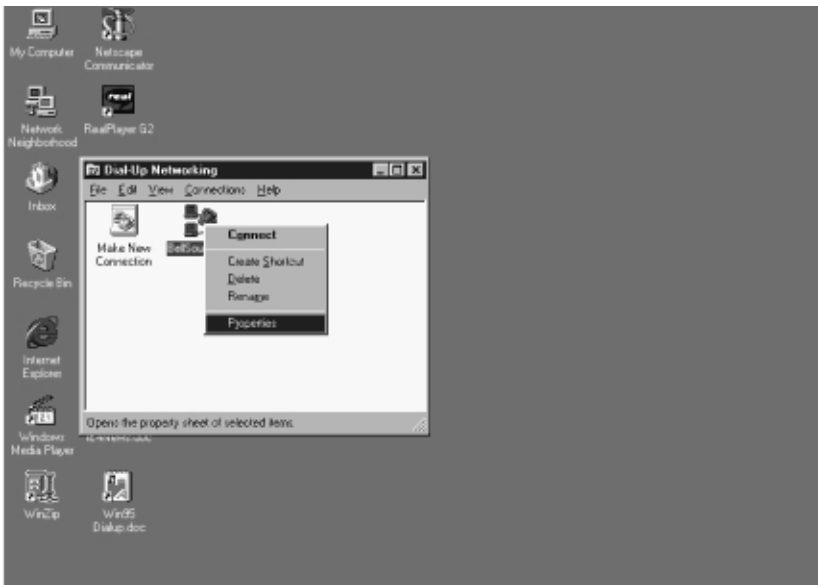 My Computer
Netscape
Communicator
real
Network
Neighborhood
RealPlayer G2
Inbox
Recycle Bin
Internet
Explorer
Windows
Media Player
WinZip
Win95
Dialup.doc
Dial-Up Networking
File Edit View Connections Help
Make New
Connection
Connect
Create Shortcut
Delete
Rename
Properties
Opens the property sheet of selected items.